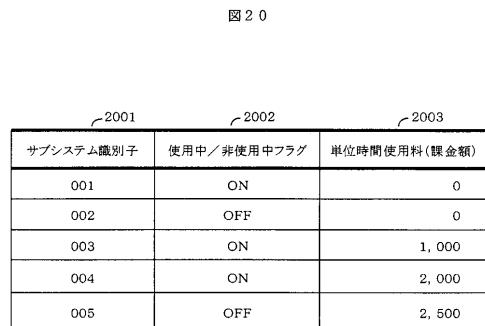 図20
2001 2002 2003
サブシステム識別子 使用中／非使用中フラグ 単位時間使用料(課金額)
001 ON 0
002 OFF 0
003 ON 1,000
004 ON 2,000
005 OFF 2,500